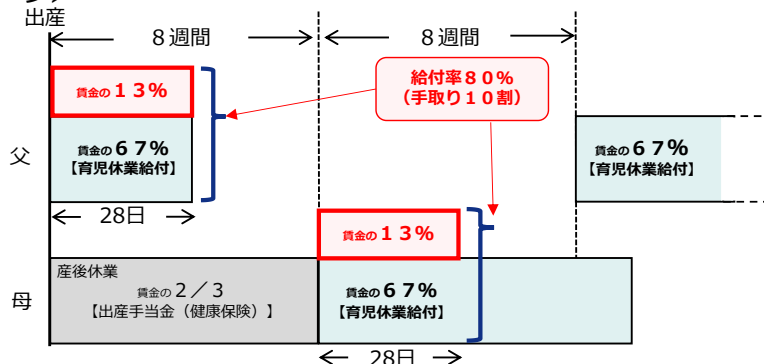 出産
８週間
８週間
賃金の１３%
給付率８０%
（手取り１０割）
父
賃金の６７%
【育児休業給付】
賃金の６７%
【育児休業給付】
28日
賃金の１３%
母
産後休業
賃金の２／３
【出産手当金（健康保険）】
賃金の６７%
【育児休業給付】
28日